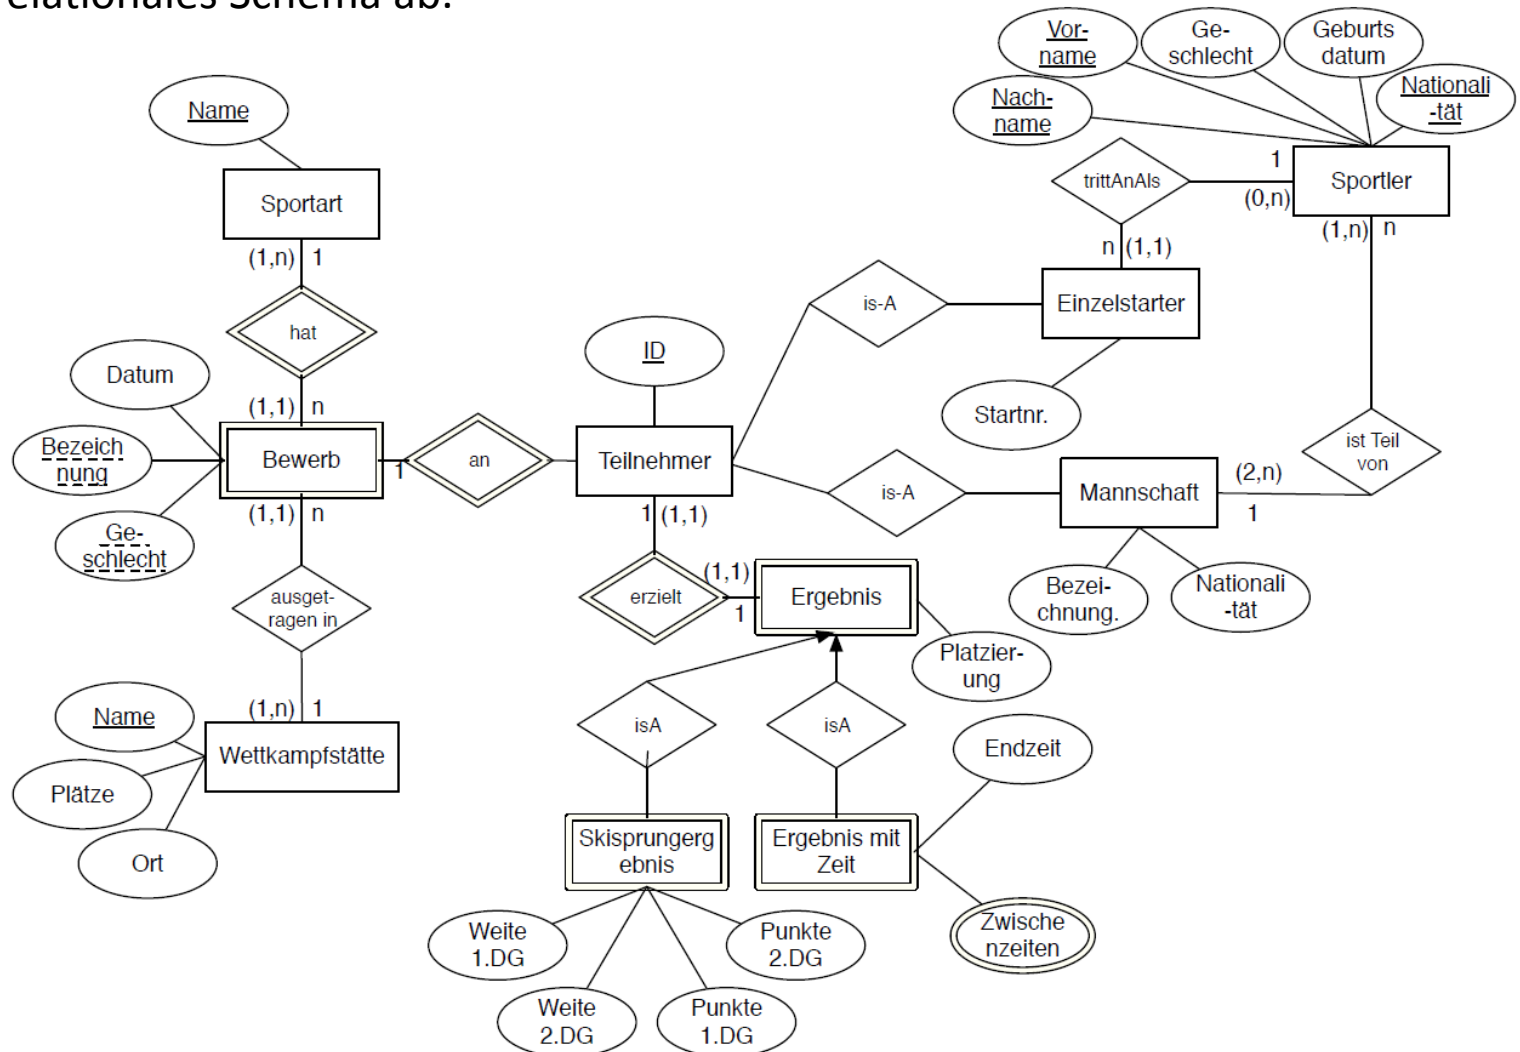 elationales Schema ab.
Vor-
name
Ge-
schlecht
Geburts
datum
Nach-
name
Nationali
-tät
Name
trittAnAls
1
(0,n)
Sportler
(1,n)
n
Sportart
(1,n)
1
n
(1,1)
hat
is-A
Einzelstarter
ID
Startnr.
Datum
(1,1)
n
Bezeich
nung
Bewerb
1
an
Teilnehmer
ist Teil
von
is-A
Mannschaft
(2,n)
1
(1,1)
n
Ge-
schlecht
1
(1,1)
ausget-
ragen in
erzielt
(1,1)
1
Ergebnis
Bezei-
chnung.
Nationali
-tät
Platzier-
ung
Name
(1,n)
1
Wettkampfstätte
isA
isA
Endzeit
Plätze
Ort
Skisprungerg
ebnis
Ergebnis mit
Zeit
Weite
1.DG
Punkte
2.DG
Zwische
nzeiten
Weite
2.DG
Punkte
1.DG